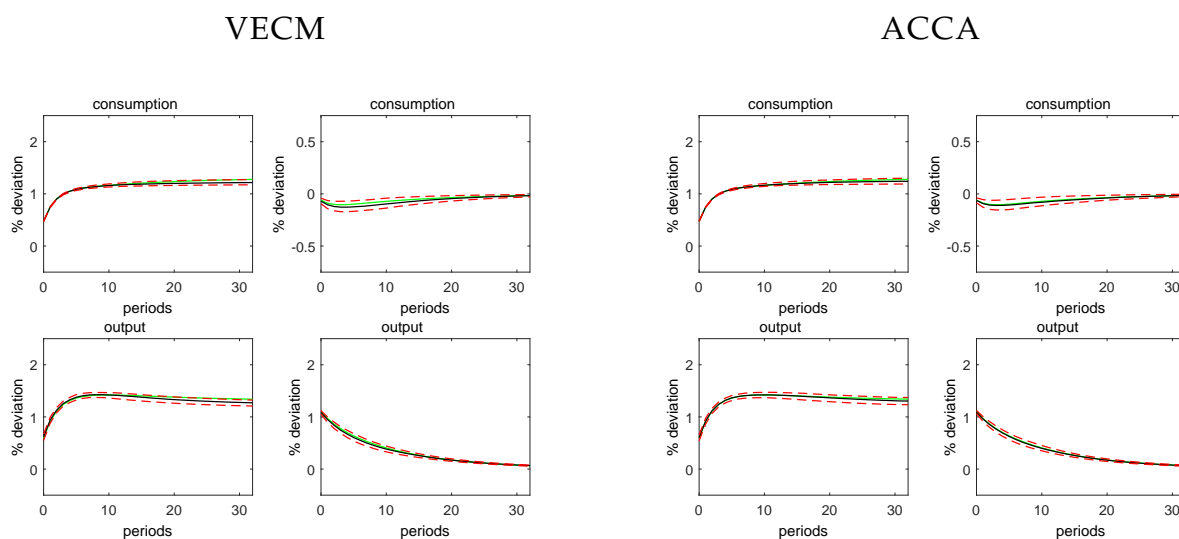 VECM
ACCA
consumption
consumption
consumption
consumption
% deviation
2
1
0
% deviation
0.5
0
-0.5
% deviation
2
1
0
% deviation
0.5
0
-0.5
0 10 20 30
0 10 20 30
0 10 20 30
0 10 20 30
periods
periods
periods
periods
output
output
output
output
% deviation
2
1
0
% deviation
2
1
0
% deviation
2
1
0
% deviation
2
1
0
0 10 20 30
0 10 20 30
0 10 20 30
0 10 20 30
periods
periods
periods
periods